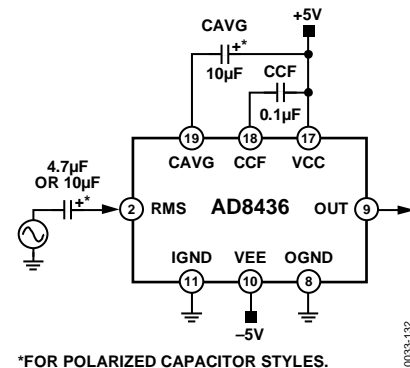 CAVG
+5V
+*
10µF
CCF
0.1µF
19
18
17
CAVG
CCF
VCC
4.7µF
OR 10µF
+*
2
RMS
AD8436
OUT
9
IGND
VEE
OGND
11
10
8
–5V
*FOR POLARIZED CAPACITOR STYLES.
0033-132